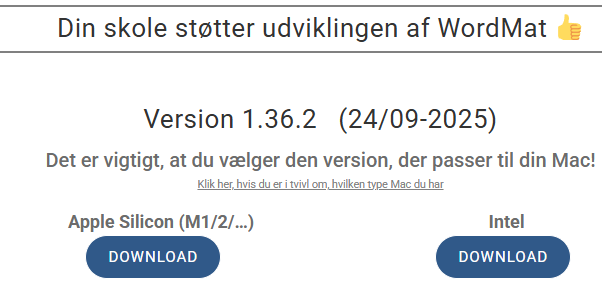 Din skole støtter udviklingen af WordMat 👍
Version 1.36.2 (24/09-2025)
Det er vigtigt, at du vælger den version, der passer til din Mac!
Klik her, hvis du er i tvivl om, hvilken type Mac du har
Apple Silicon (M1/2/...) Intel
DOWNLOAD DOWNLOAD